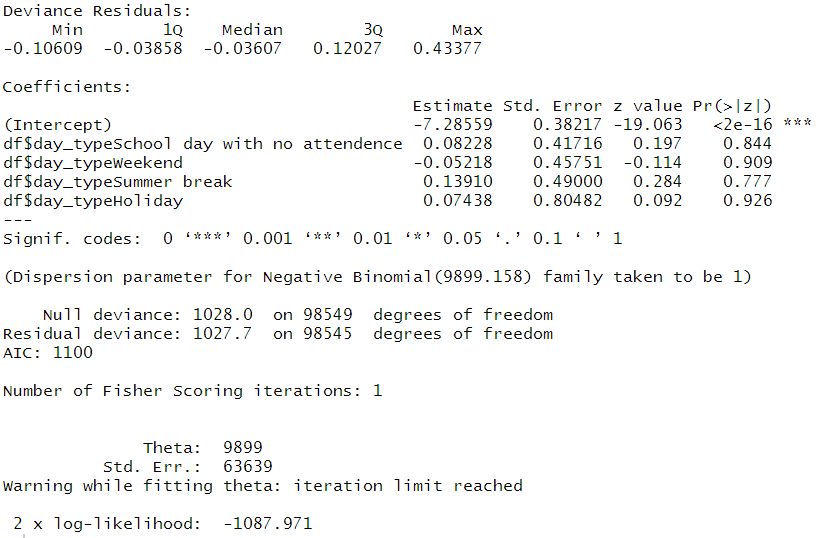 Deviance Residuals:
Min 1Q Median 3Q Max
-0.10609 -0.03858 -0.03607 0.12027 0.43377
Coefficients:
Estimate Std. Error z value Pr(>|z|)
(Intercept) -7.28559 0.38217 -19.063 <2e-16 ***
df$day_typeSchool day with no attendence 0.08228 0.41716 0.197 0.844
df$day_typeWeekend -0.05218 0.45751 -0.114 0.909
df$day_typeSummer break 0.13910 0.49000 0.284 0.777
df$day_typeHoliday 0.07438 0.80482 0.092 0.926
---
Signif. codes: 0 ‘***’ 0.001 ‘**’ 0.01 ‘*’ 0.05 ‘.’ 0.1 ‘ ’ 1
(Dispersion parameter for Negative Binomial(9899.158) family taken to be 1)
Null deviance: 1028.0 on 98549 degrees of freedom
Residual deviance: 1027.7 on 98545 degrees of freedom
AIC: 1100
Number of Fisher Scoring iterations: 1
Theta: 9899
Std. Err.: 63639
Warning while fitting theta: iteration limit reached
2 x log-likelihood: -1087.971